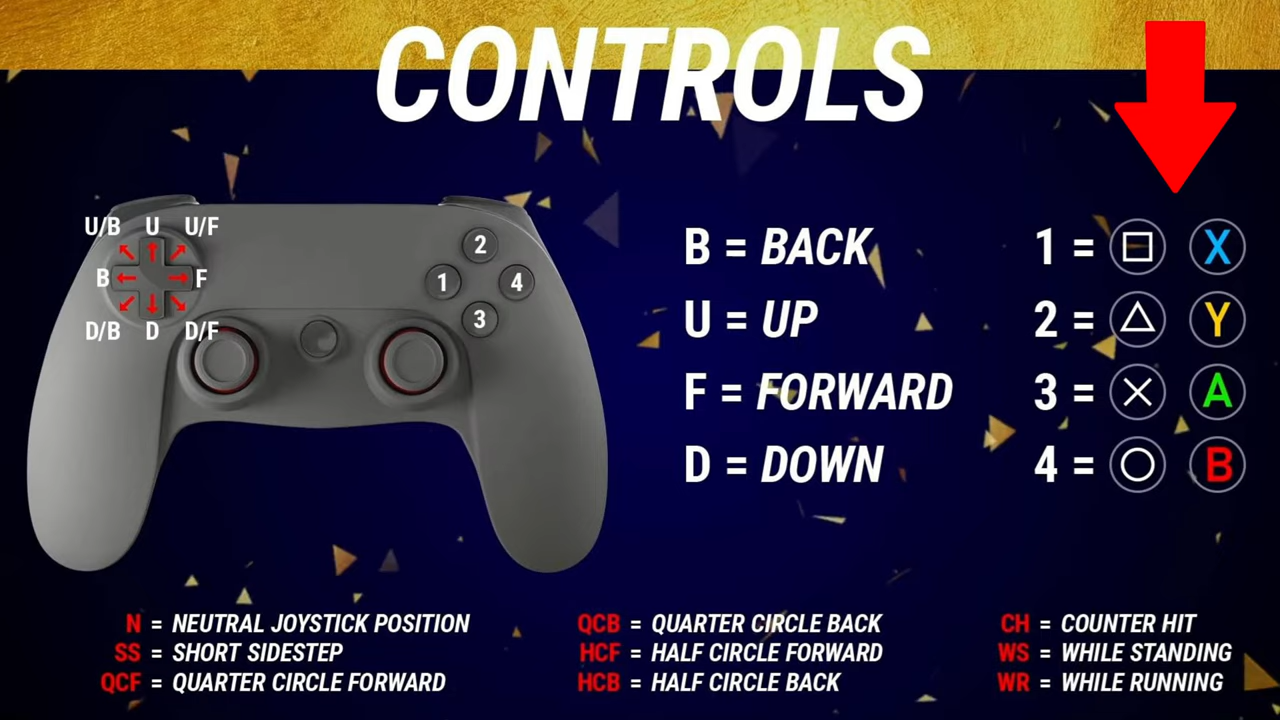 CONTROLS
U/B U U/F
B F
D/B D D/F
2
1 4
3
B = BACK 1 = X
U = UP 2 = Y
F = FORWARD 3 = A
D = DOWN 4 = B
N = NEUTRAL JOYSTICK POSITION
SS = SHORT SIDESTEP
QCF = QUARTER CIRCLE FORWARD
QCB = QUARTER CIRCLE BACK
HCF = HALF CIRCLE FORWARD
HCB = HALF CIRCLE BACK
CH = COUNTER HIT
WS = WHILE STANDING
WR = WHILE RUNNING